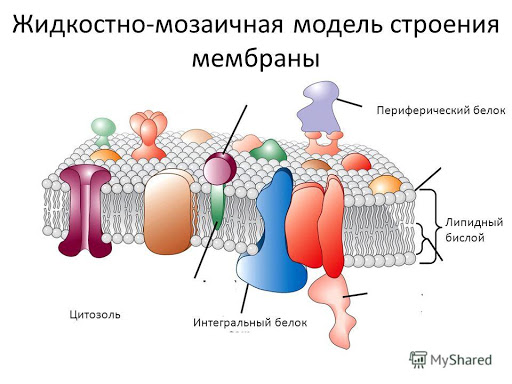 Жидкостно-мозаичная модель строения
мембраны
Периферический белок
Липидный
бислой
Цитозоль
Интегральный белок
MyShared